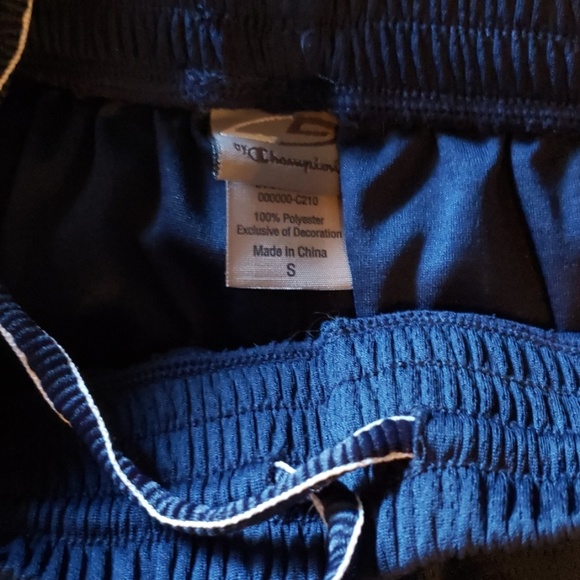 by Champion
000000-C210
100% Polyester
Exclusive of Decoration
Made in China
S